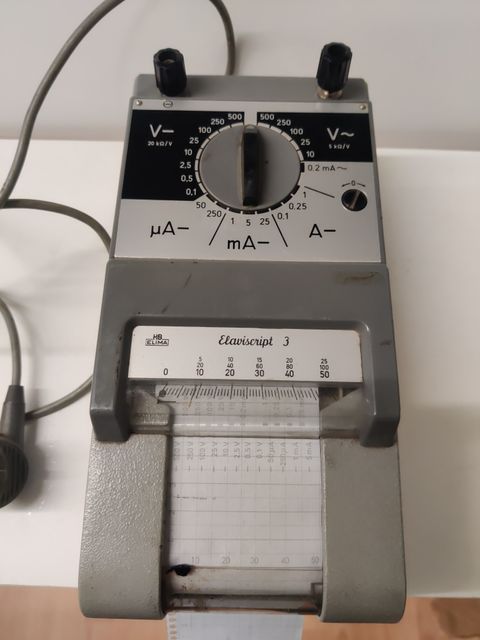 500 500
250 250
V⎓ 100 100 V~
20 kΩ/V 25 25 5 kΩ/V
10 10
2,5 0.2 mA~
0,5 1 0
0,1 0.25
50 0.1
250 1 5 25
µA⎓ mA⎓ A⎓
HB
ELIMA Elaviscript 3
5 10 15 20 25
20 40 60 80 100
0 10 20 30 40 50
10 20 30 40 50